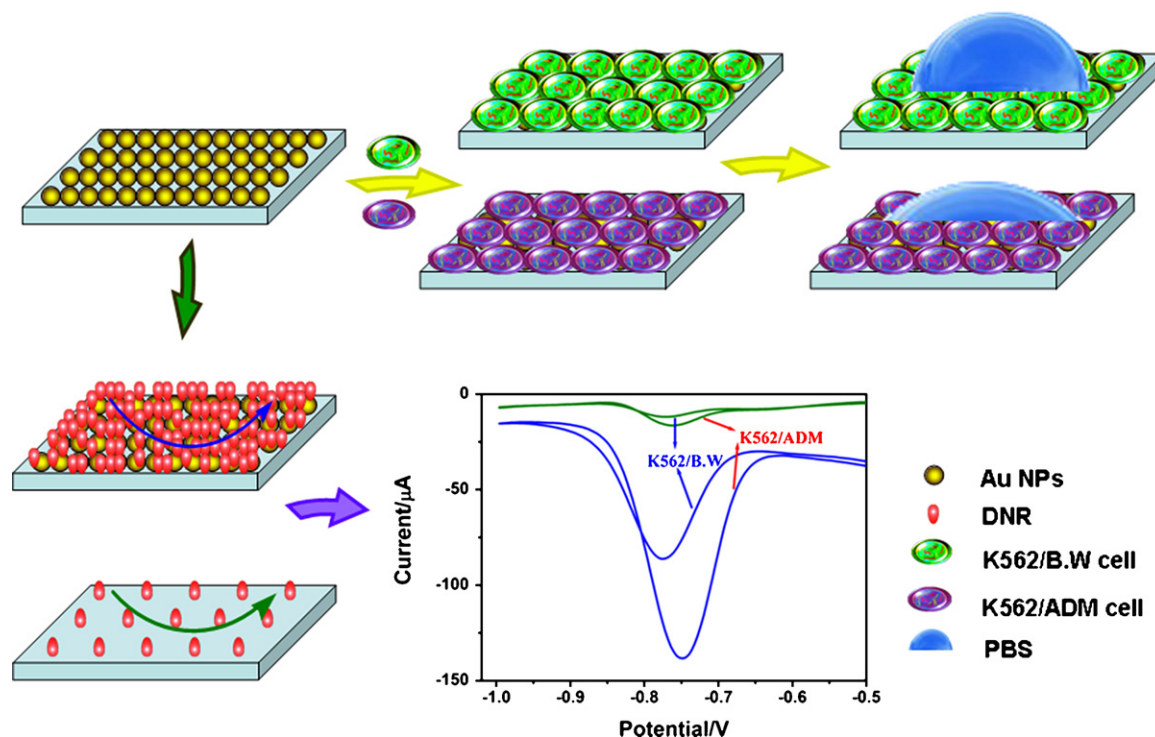 0
-50
-100
-150
Current/μA
-1.0
-0.9
-0.8
-0.7
-0.6
-0.5
Potential/V
K562/ADM
K562/B.W
Au NPs
DNR
K562/B.W cell
K562/ADM cell
PBS